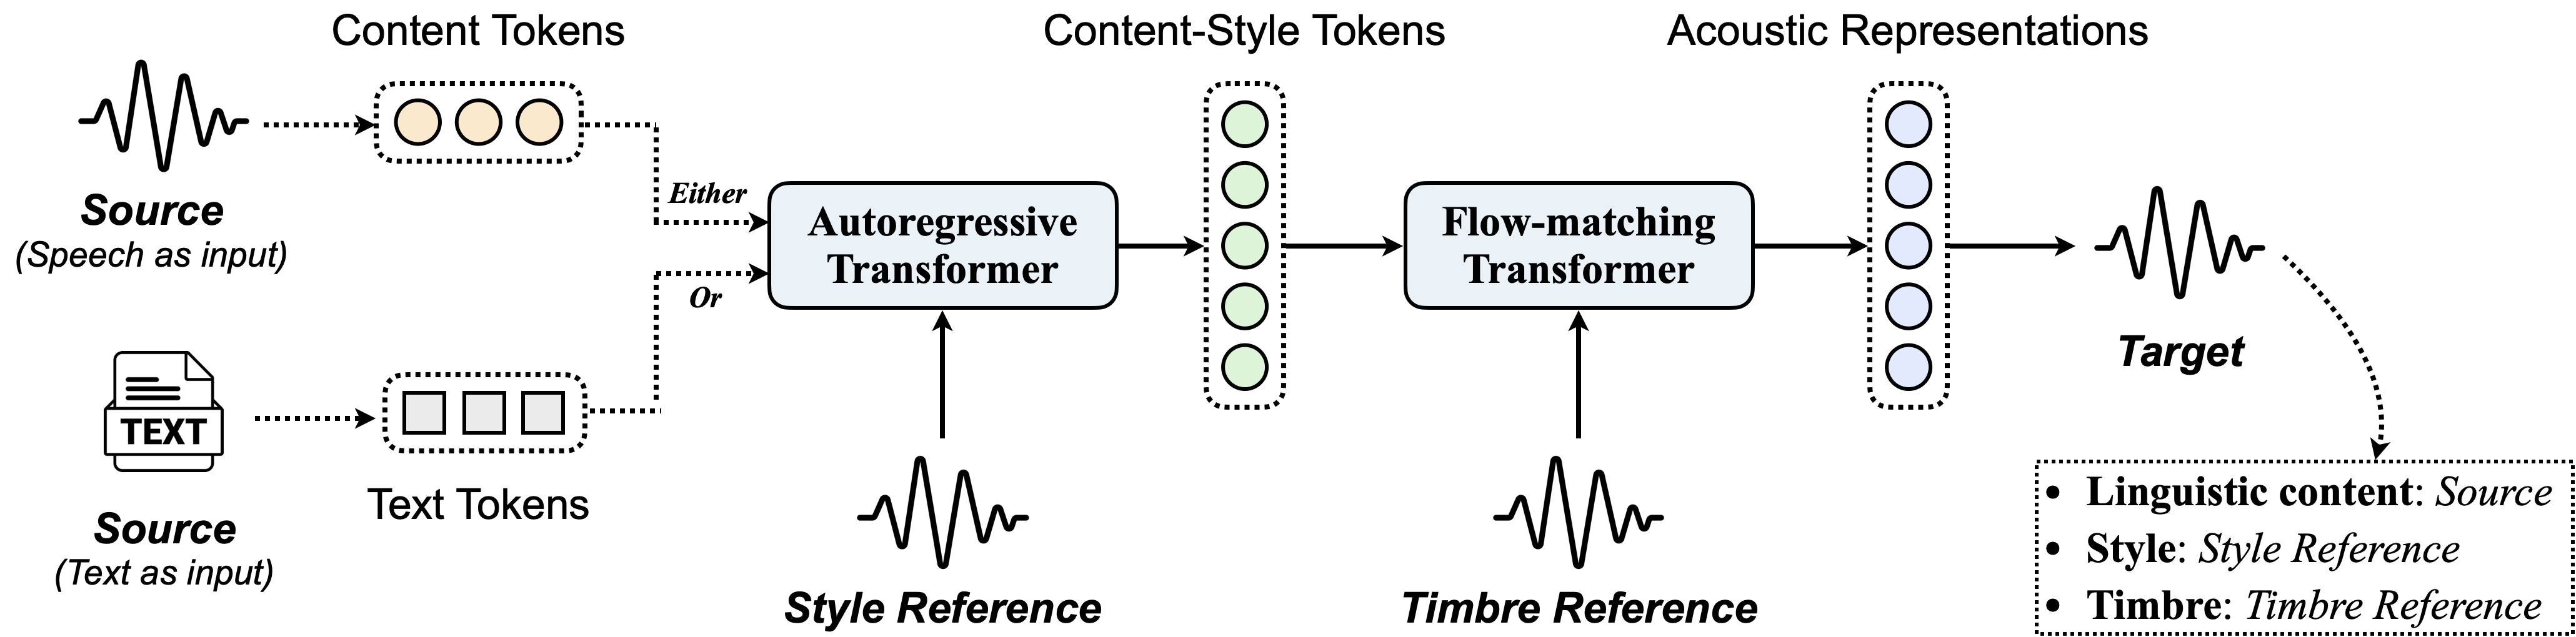 Content Tokens
Content-Style Tokens
Acoustic Representations
Source
(Speech as input)
Either
Or
Autoregressive
Transformer
Flow-matching
Transformer
TEXT
Source
(Text as input)
Text Tokens
Style Reference
Timbre Reference
Target
• Linguistic content: Source
• Style: Style Reference
• Timbre: Timbre Reference